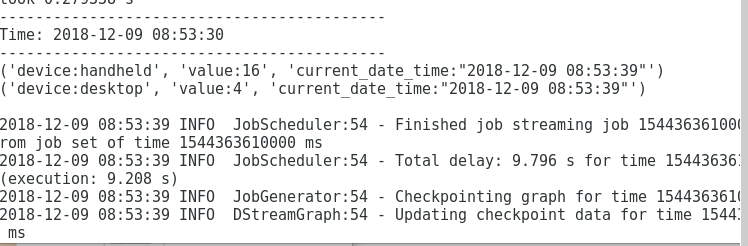 took 0.279338 s
-------------------------------------------
Time: 2018-12-09 08:53:30
-------------------------------------------
('device:handheld', 'value:16', 'current_date_time:"2018-12-09 08:53:39"')
('device:desktop', 'value:4', 'current_date_time:"2018-12-09 08:53:39"')
2018-12-09 08:53:39 INFO  JobScheduler:54 - Finished job streaming job 1544363610000
rom job set of time 1544363610000 ms
2018-12-09 08:53:39 INFO  JobScheduler:54 - Total delay: 9.796 s for time 154436361
(execution: 9.208 s)
2018-12-09 08:53:39 INFO  JobGenerator:54 - Checkpointing graph for time 1544363610
2018-12-09 08:53:39 INFO  DStreamGraph:54 - Updating checkpoint data for time 1544
ms